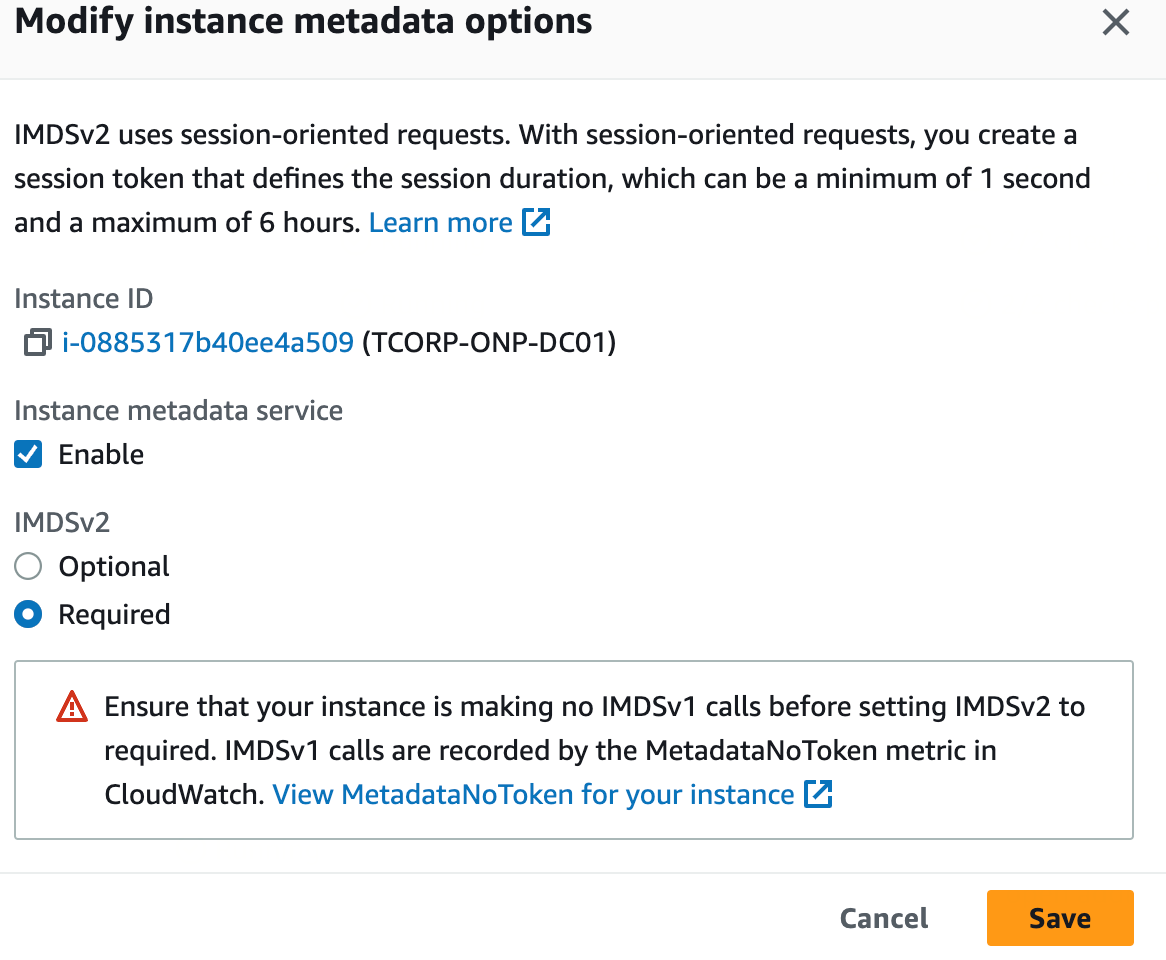 Modify instance metadata options
IMDSv2 uses session-oriented requests. With session-oriented requests, you create a
session token that defines the session duration, which can be a minimum of 1 second
and a maximum of 6 hours. Learn more
Instance ID
i-0885317b40ee4a509 (TCORP-ONP-DC01)
Instance metadata service
Enable
IMDSv2
Optional
Required
Ensure that your instance is making no IMDSv1 calls before setting IMDSv2 to
required. IMDSv1 calls are recorded by the MetadataNoToken metric in
CloudWatch. View MetadataNoToken for your instance
Cancel
Save